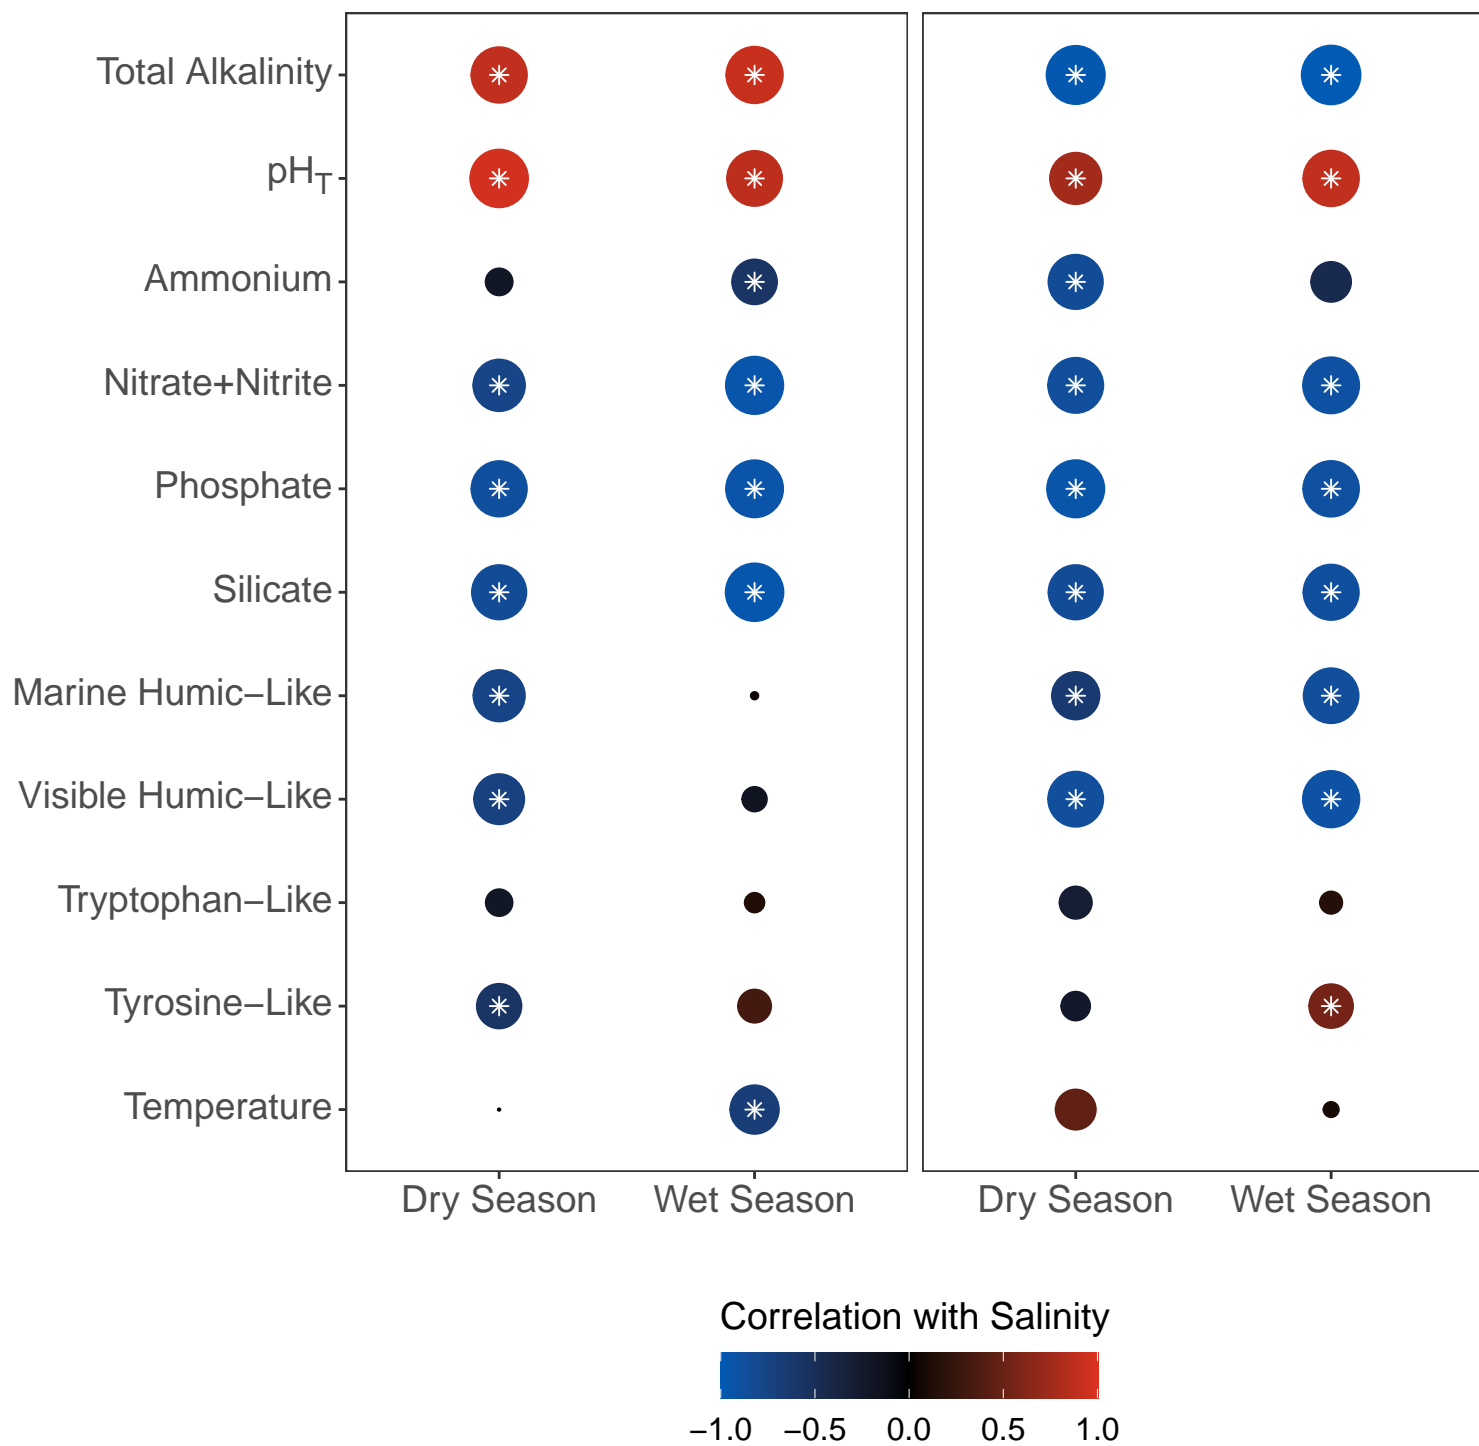 Total Alkalinity
pHT
Ammonium
Nitrate+Nitrite
Phosphate
Silicate
Marine Humic−Like
Visible Humic−Like
Tryptophan−Like
Tyrosine−Like
Temperature
Dry Season Wet Season Dry Season Wet Season
Correlation with Salinity
−1.0 −0.5 0.0 0.5 1.0